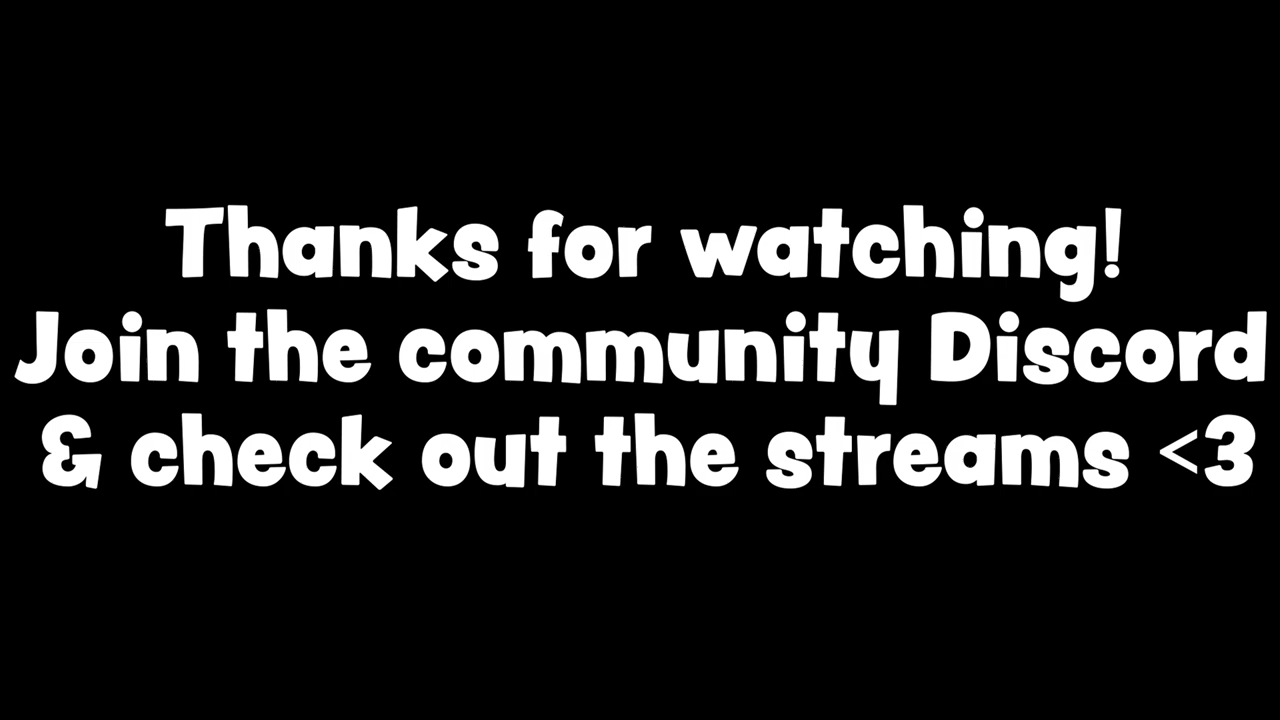 Thanks for watching!
Join the community Discord
& check out the streams <3